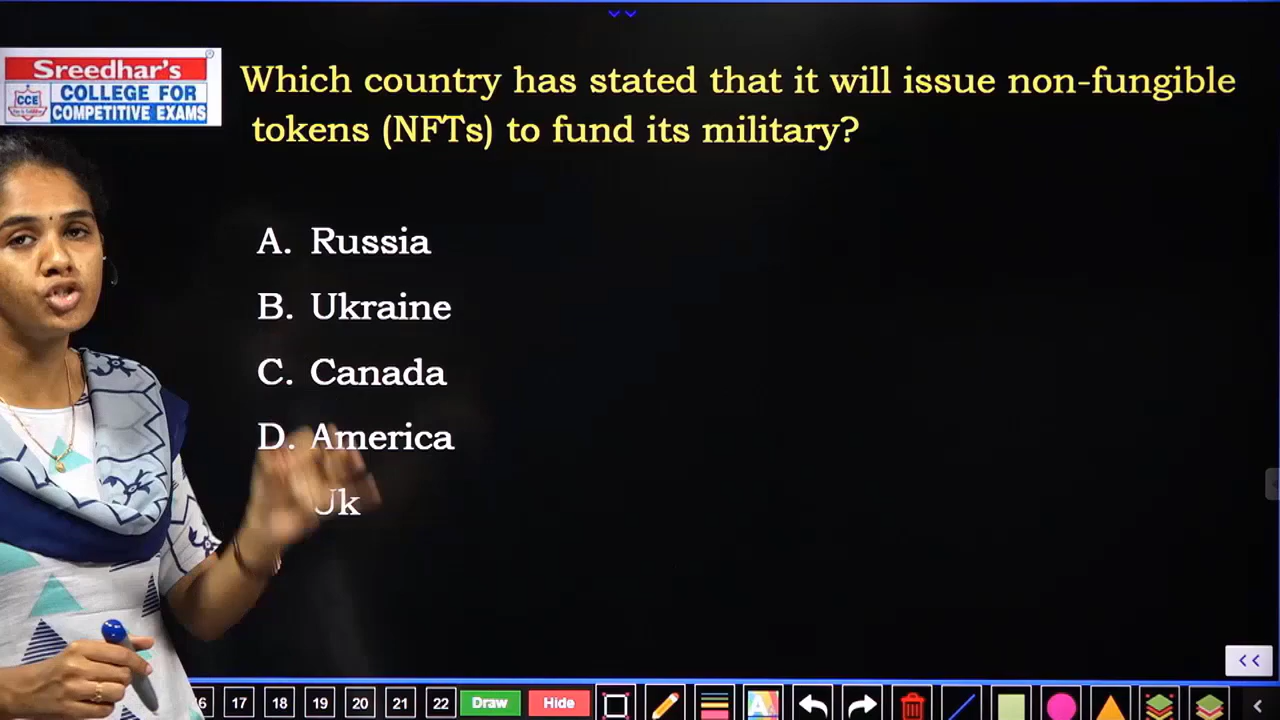 Sreedhar's
CCE
COLLEGE FOR
COMPETITIVE EXAMS
Which country has stated that it will issue non-fungible
tokens (NFTs) to fund its military?
A. Russia
B. Ukraine
C. Canada
D. America
Uk
17 18 19 20 21 22 Draw Hide